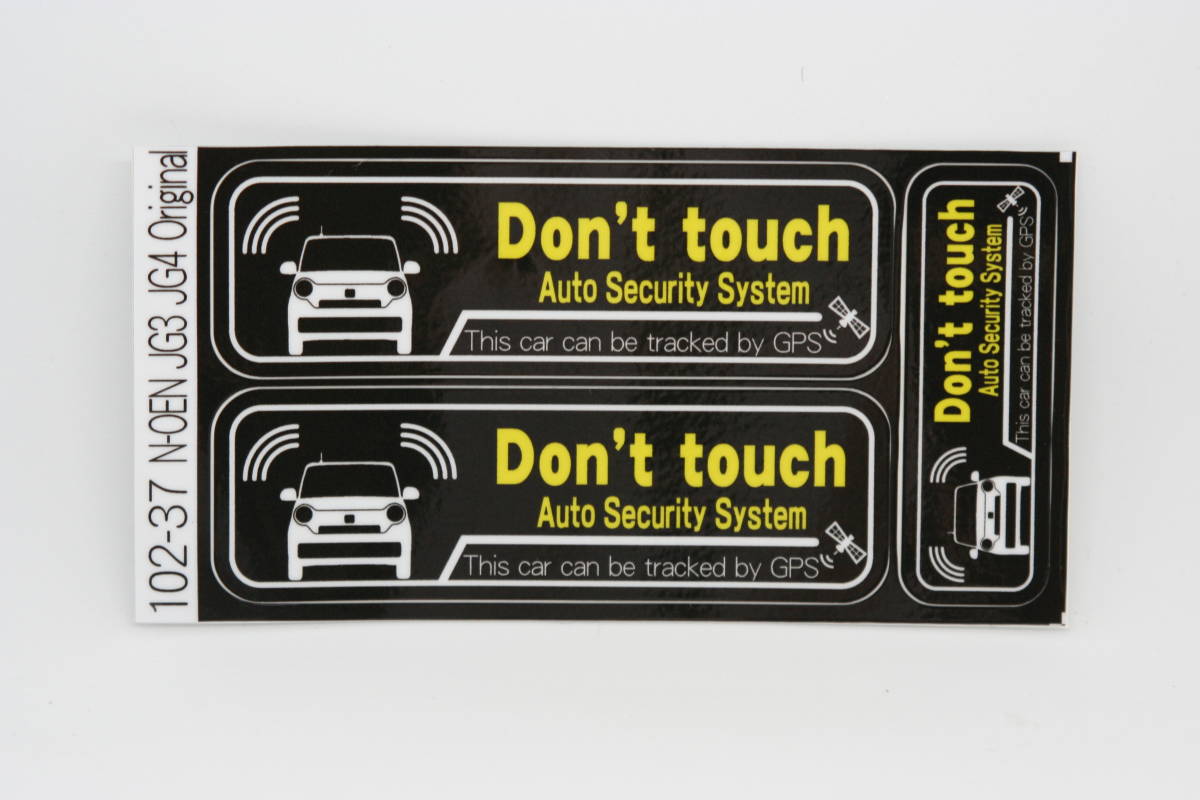 102-37 N-OEN JG3 JG4 Original
Don't touch
Auto Security System
This car can be tracked by GPS
Don't touch
Auto Security System
This car can be tracked by GPS
Don't touch
Auto Security System
This car can be tracked by GPS